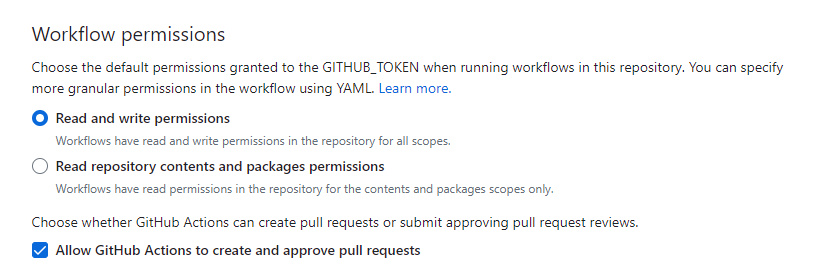 Workflow permissions
Choose the default permissions granted to the GITHUB_TOKEN when running workflows in this repository. You can specify
more granular permissions in the workflow using YAML. Learn more.
Read and write permissions
Workflows have read and write permissions in the repository for all scopes.
Read repository contents and packages permissions
Workflows have read permissions in the repository for the contents and packages scopes only.
Choose whether GitHub Actions can create pull requests or submit approving pull request reviews.
Allow GitHub Actions to create and approve pull requests